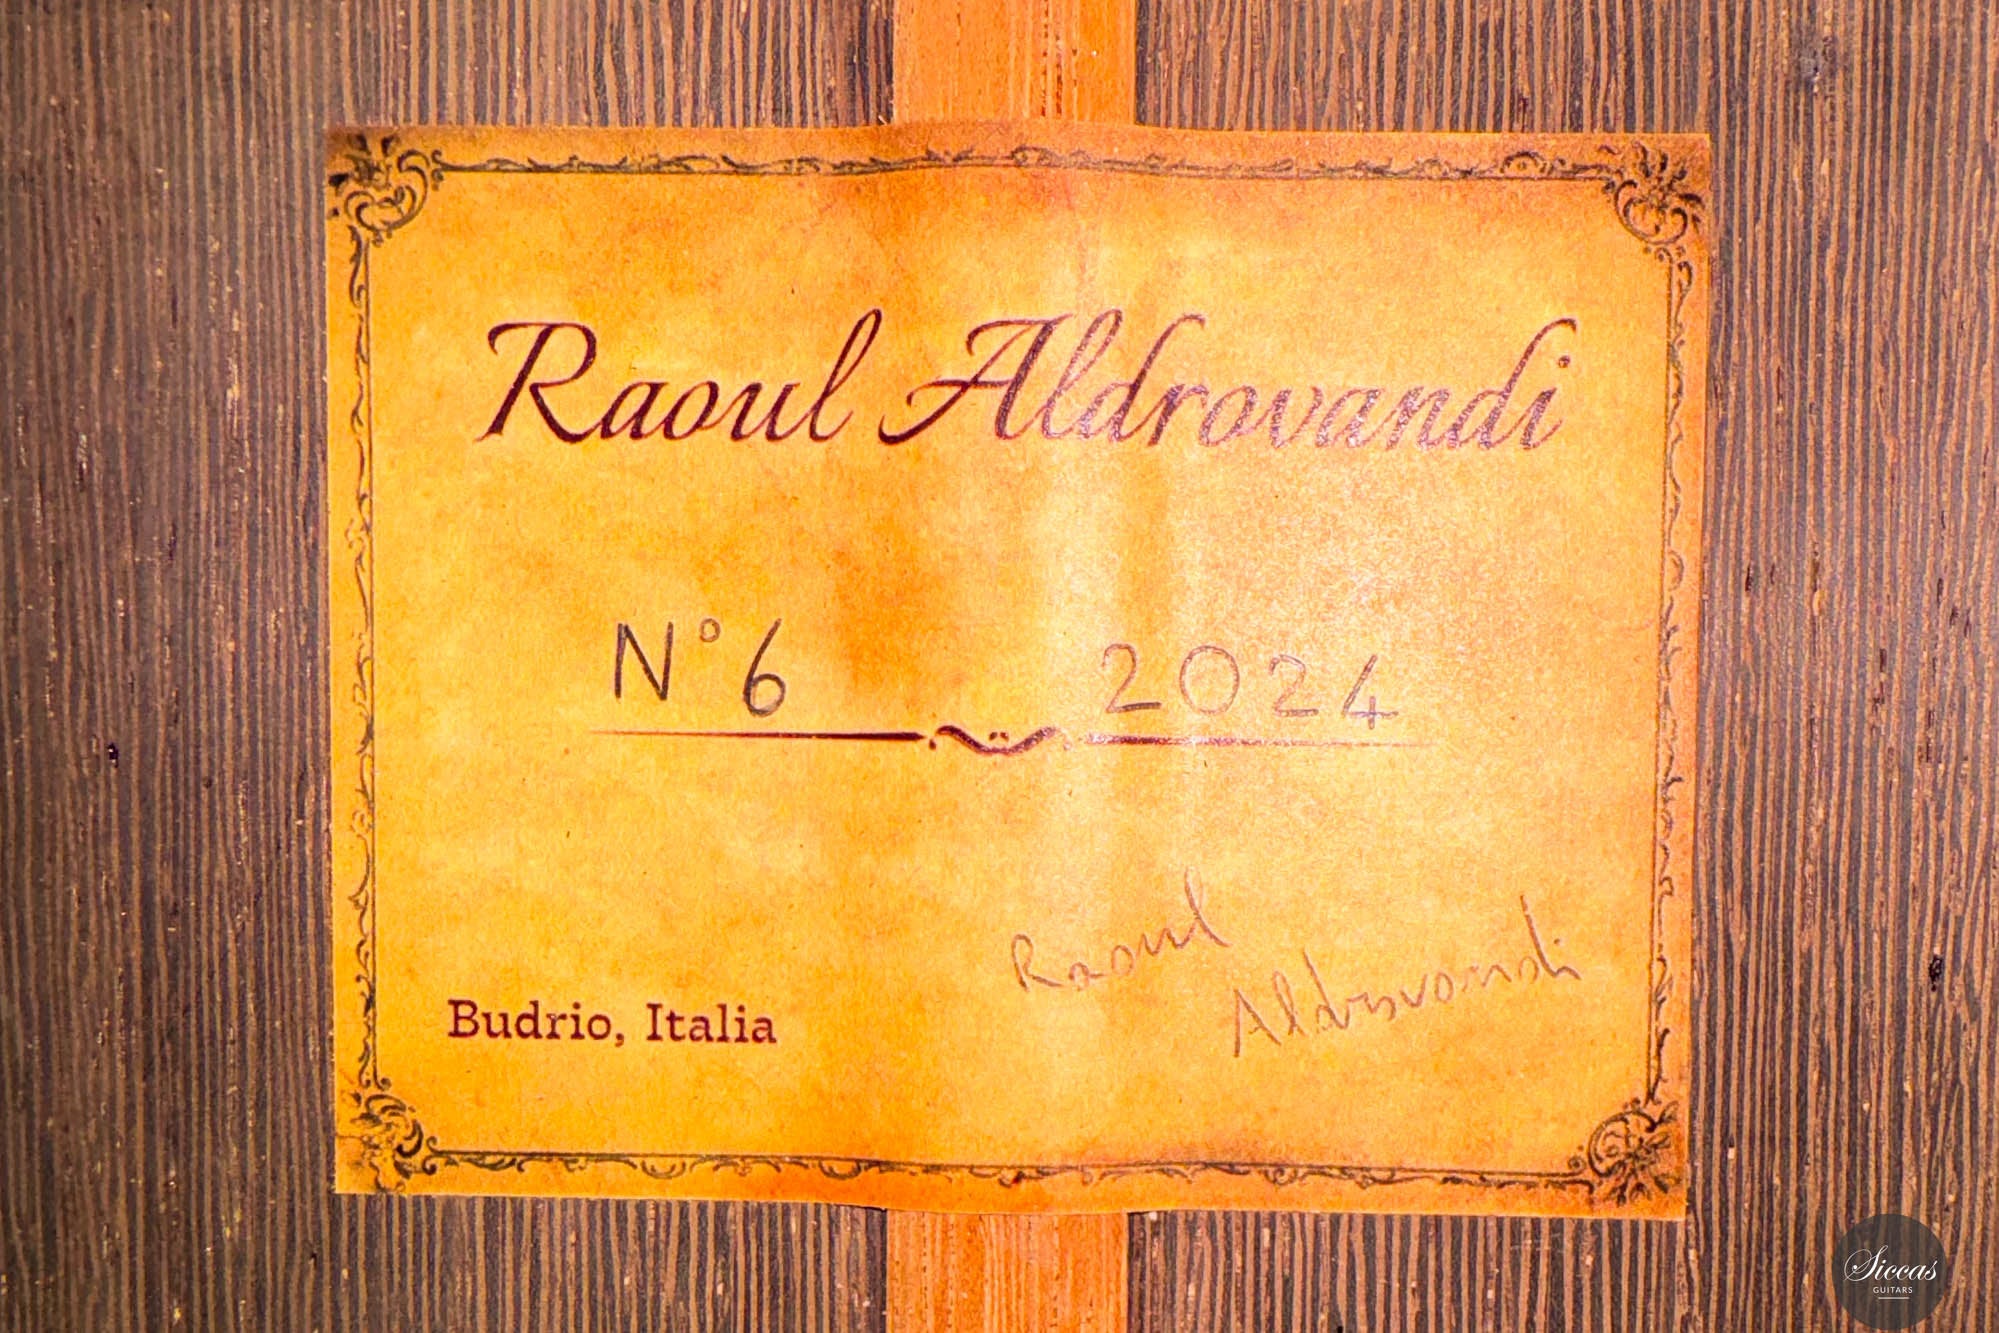 Raoul Aldrovandi
N° 6 2024
Raoul
Aldrovandi
Budrio, Italia
Siccas
GUITARS